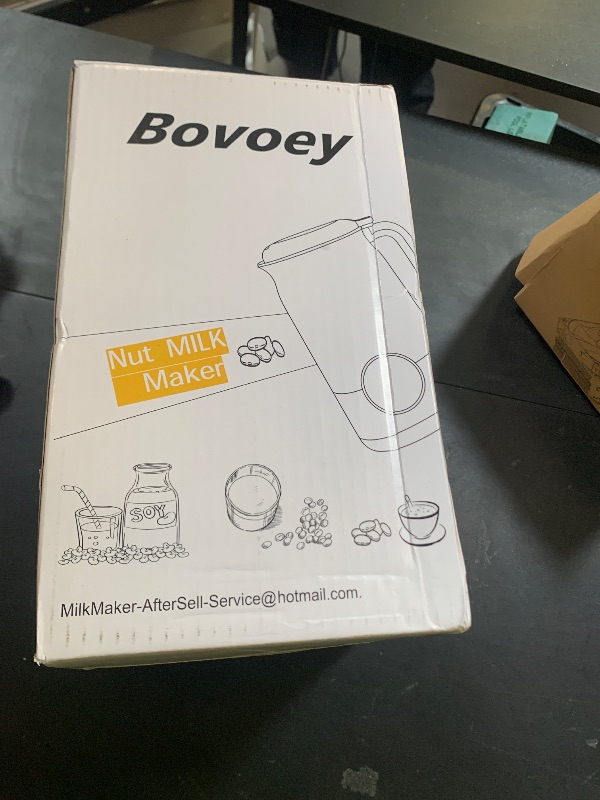 Bovoey
Nut MILK
Maker
SOY
MilkMaker-AfterSell-Service@hotmail.com.